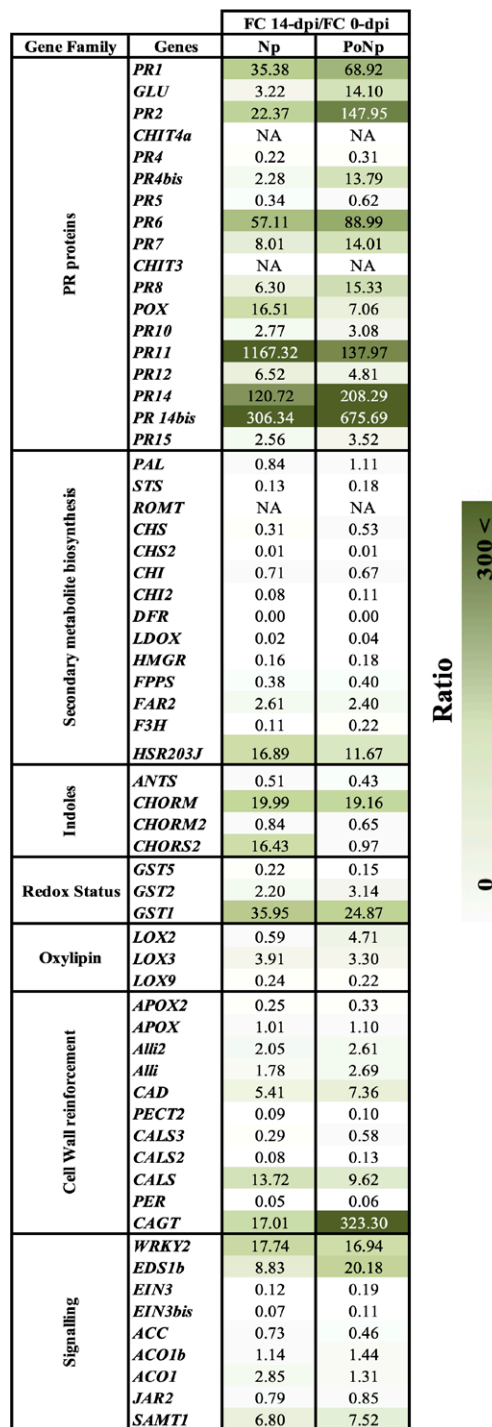 FC 14-dpi/FC 0-dpi
Gene Family Genes Np PoNp
PR proteins
PR1 35.38 68.92
GLU 3.22 14.10
PR2 22.37 147.95
CHIT4a NA NA
PR4 0.22 0.31
PR4bis 2.28 13.79
PR5 0.34 0.62
PR6 57.11 88.99
PR7 8.01 14.01
CHIT3 NA NA
PR8 6.30 15.33
POX 16.51 7.06
PR10 2.77 3.08
PR11 1167.32 137.97
PR12 6.52 4.81
PR14 120.72 208.29
PR 14bis 306.34 675.69
PR15 2.56 3.52
Secondary metabolite biosynthesis
PAL 0.84 1.11
STS 0.13 0.18
ROMT NA NA
CHS 0.31 0.53
CHS2 0.01 0.01
CHI 0.71 0.67
CHI2 0.08 0.11
DFR 0.00 0.00
LDOX 0.02 0.04
HMGR 0.16 0.18
FPPS 0.38 0.40
FAR2 2.61 2.40
F3H 0.11 0.22
HSR203J 16.89 11.67
Indoles
ANTS 0.51 0.43
CHORM 19.99 19.16
CHORM2 0.84 0.65
CHORS2 16.43 0.97
Redox Status
GST5 0.22 0.15
GST2 2.20 3.14
GST1 35.95 24.87
Oxylipin
LOX2 0.59 4.71
LOX3 3.91 3.30
LOX9 0.24 0.22
Cell Wall reinforcement
APOX2 0.25 0.33
APOX 1.01 1.10
Alli2 2.05 2.61
Alli 1.78 2.69
CAD 5.41 7.36
PECT2 0.09 0.10
CALS3 0.29 0.58
CALS2 0.08 0.13
CALS 13.72 9.62
PER 0.05 0.06
CAGT 17.01 323.30
Signalling
WRKY2 17.74 16.94
EDS1b 8.83 20.18
EIN3 0.12 0.19
EIN3bis 0.07 0.11
ACC 0.73 0.46
ACO1b 1.14 1.44
ACO1 2.85 1.31
JAR2 0.79 0.85
SAMT1 6.80 7.52
Ratio
0 300 <